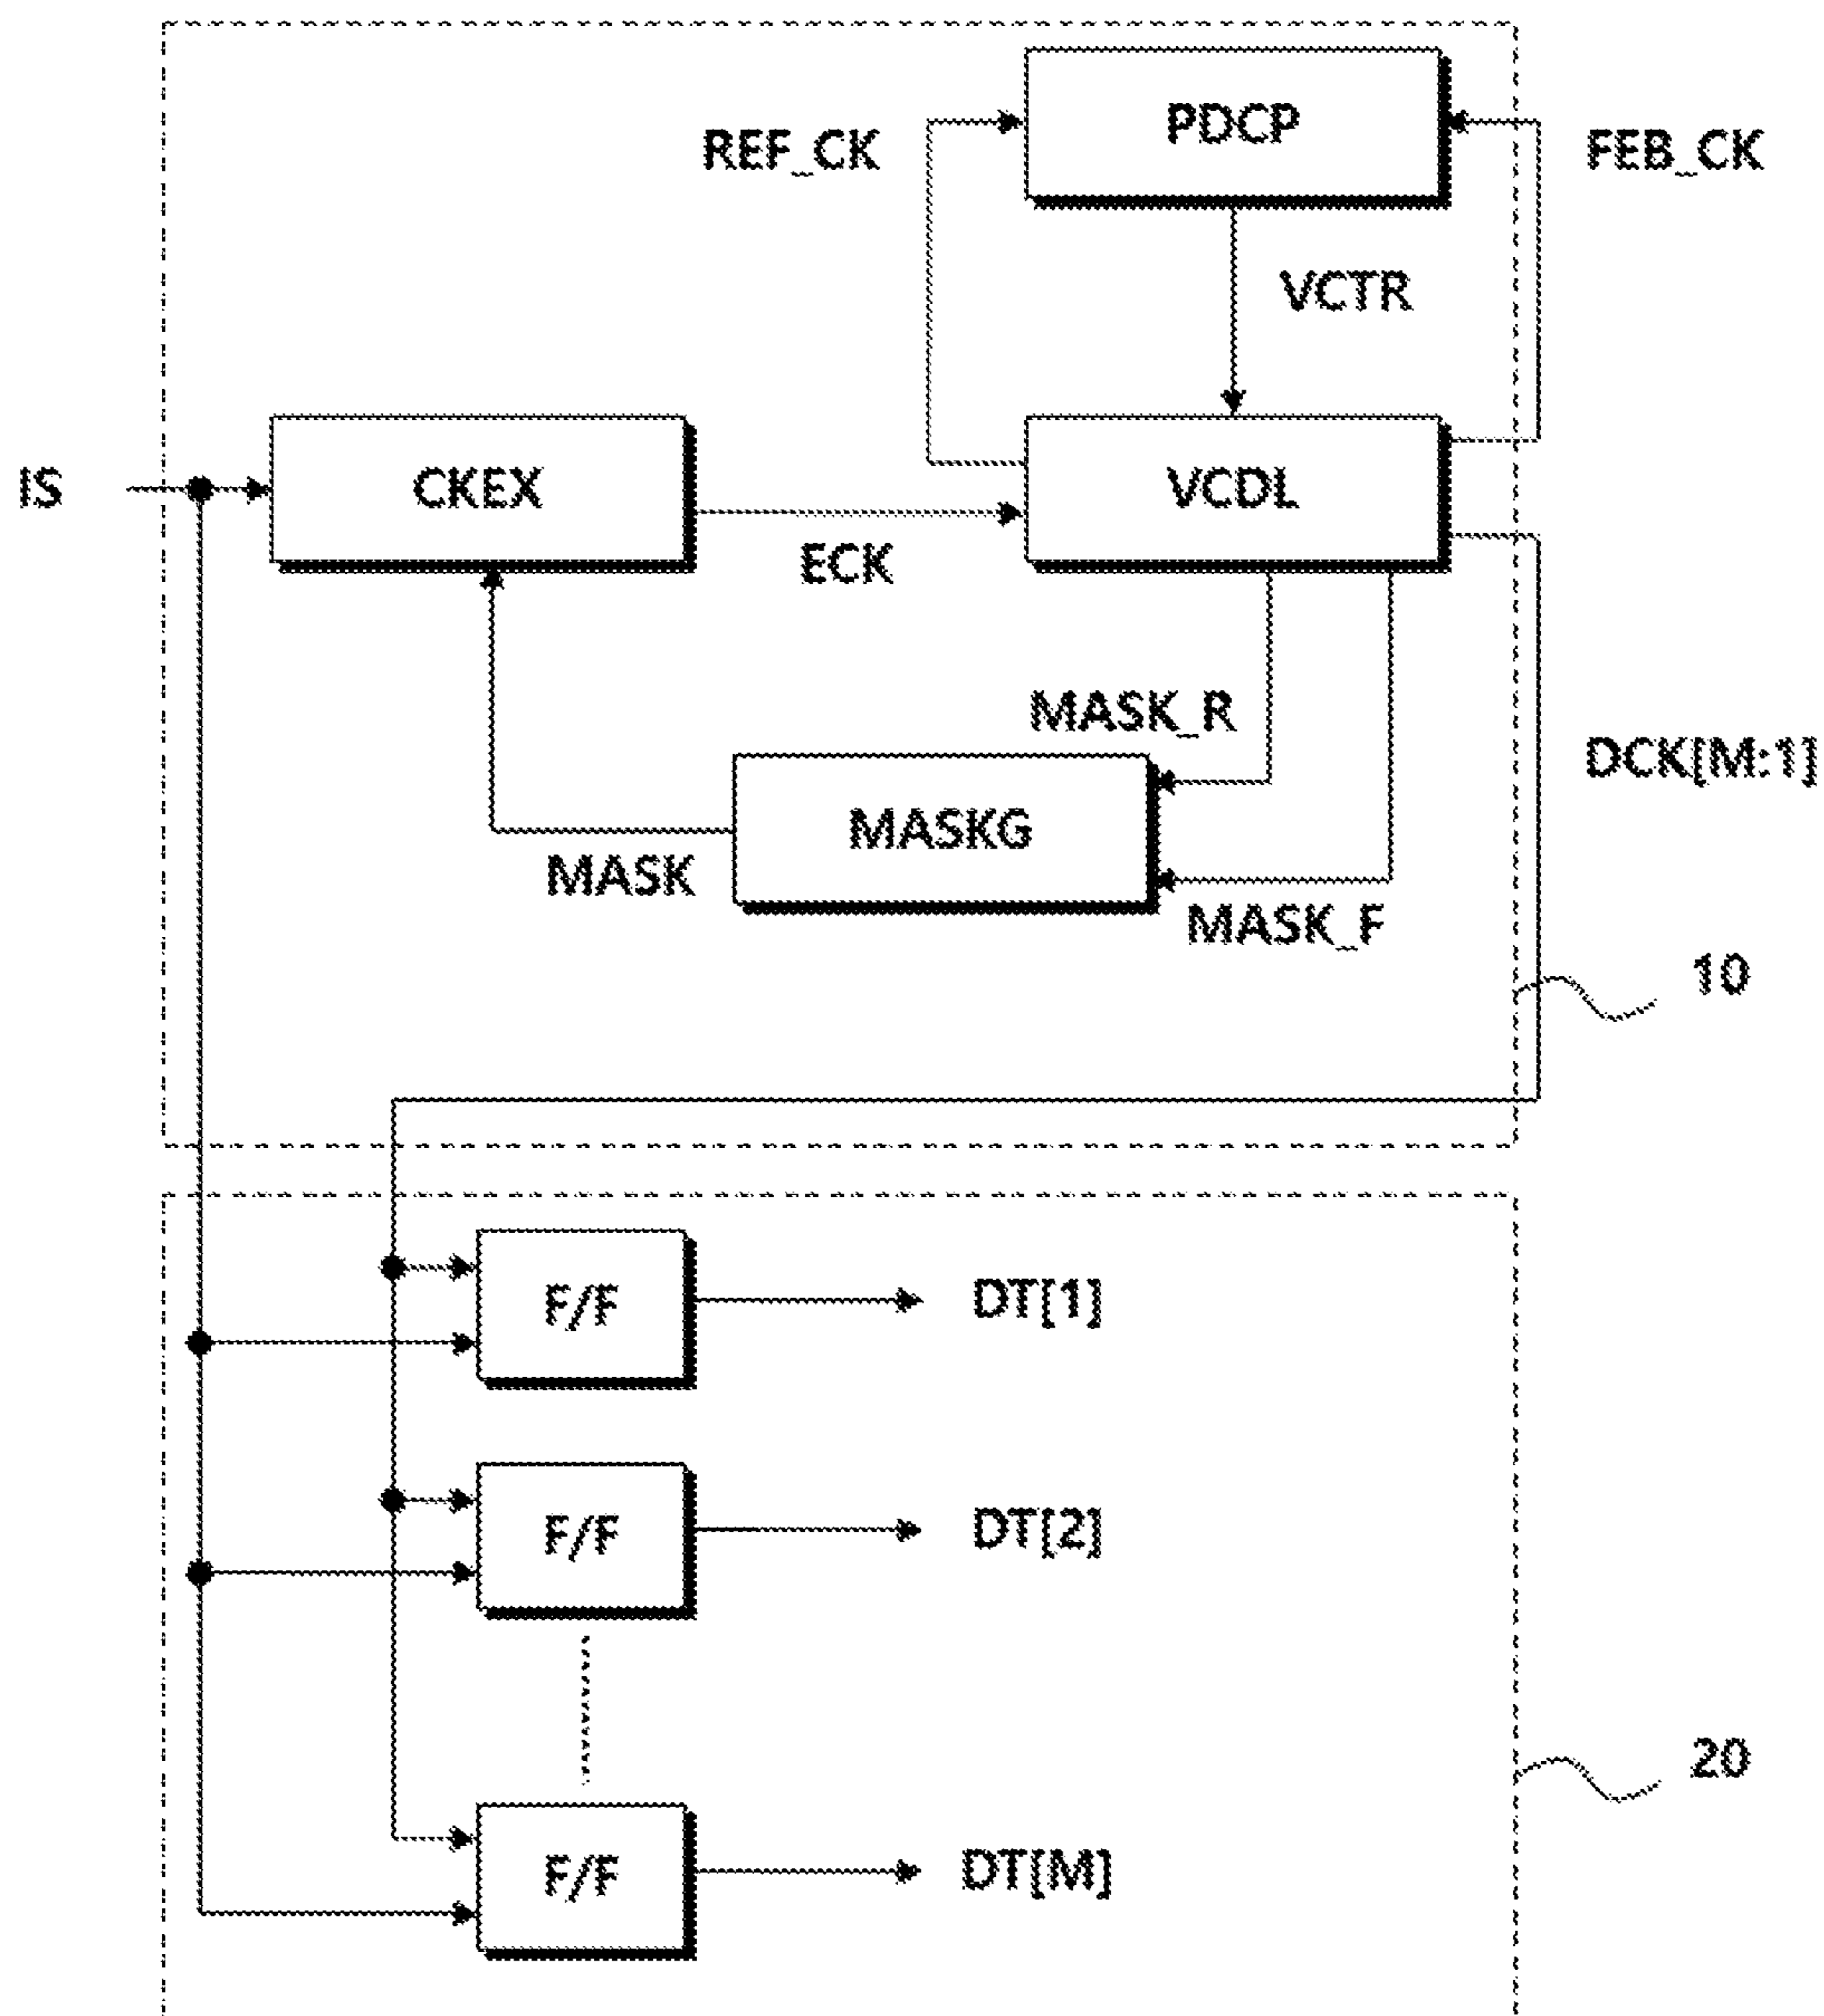 PDCP
REF_CK
FEB_CK
VCTR
IS
CKEX
VCDL
ECK
MASK_R
DCK[M:1]
MASKG
MASK
MASK_F
10
F/F
DT[1]
F/F
DT[2]
20
F/F
DT[M]